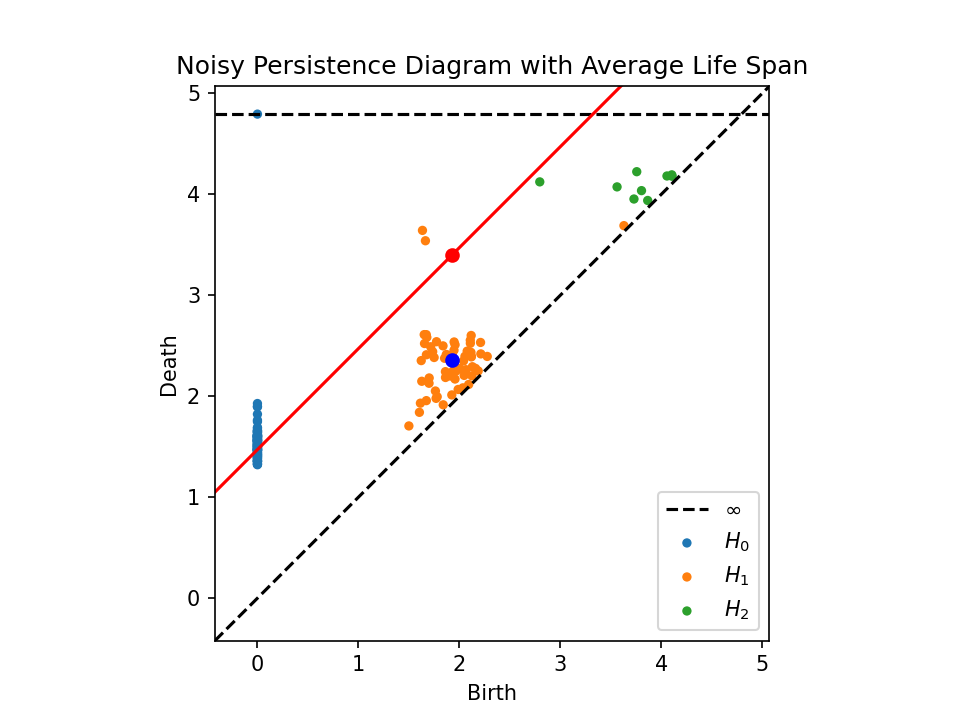 Noisy Persistence Diagram with Average Life Span
5
4
3
2
1
0
Death
0 1 2 3 4 5
Birth
∞
H₀
H₁
H₂